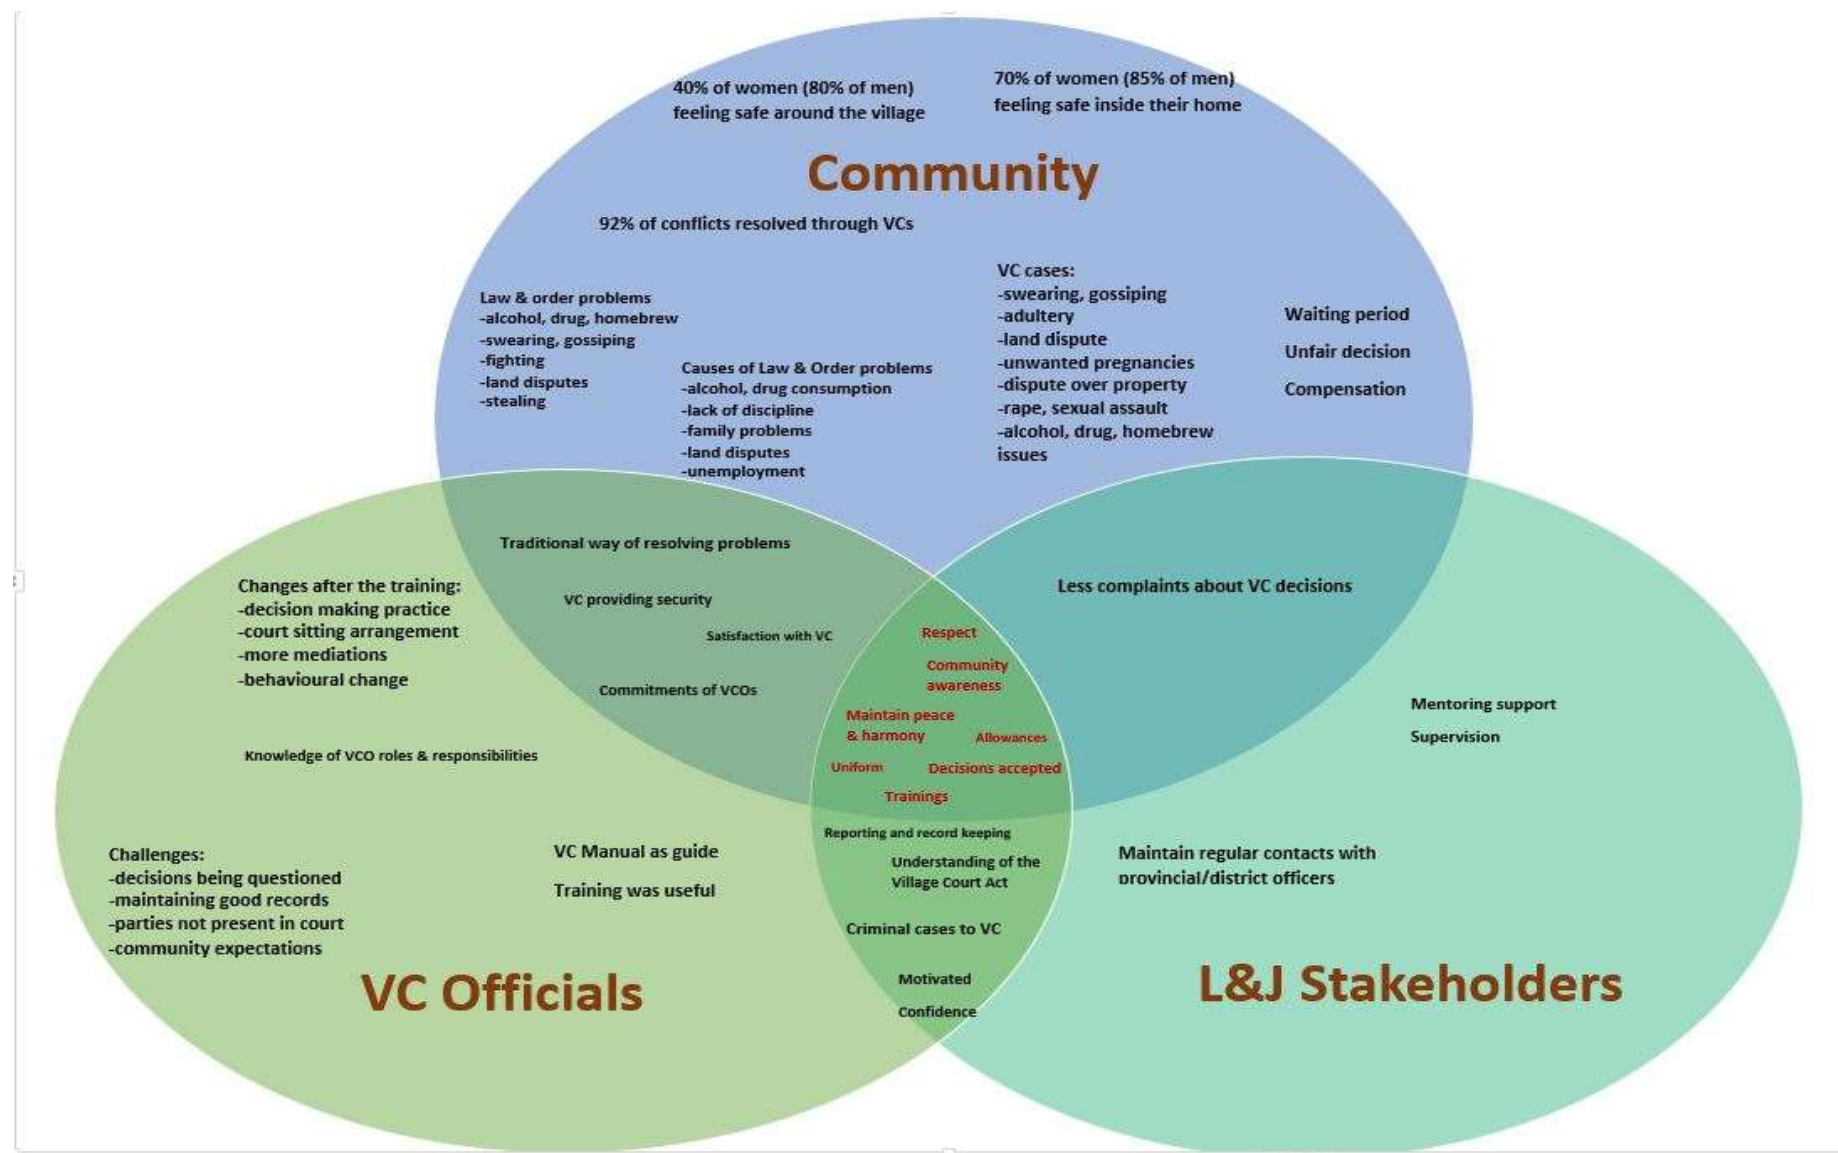 40% of women (80% of men)
feeling safe around the village
70% of women (85% of men)
feeling safe inside their home
Community
92% of conflicts resolved through VCs
Law & order problems
-alcohol, drug, homebrew
-swearing, gossiping
-fighting
-land disputes
-stealing
Causes of Law & Order problems
-alcohol, drug consumption
-lack of discipline
-family problems
-land disputes
-unemployment
VC cases:
-swearing, gossiping
-adultery
-land dispute
-unwanted pregnancies
-dispute over property
-rape, sexual assault
-alcohol, drug, homebrew
issues
Waiting period
Unfair decision
Compensation
Traditional way of resolving problems
VC providing security
Satisfaction with VC
Commitments of VCOs
Less complaints about VC decisions
Changes after the training:
-decision making practice
-court sitting arrangement
-more mediations
-behavioural change
Knowledge of VCO roles & responsibilities
Respect
Community
awareness
Maintain peace
& harmony
Allowances
Uniform
Decisions accepted
Trainings
Mentoring support
Supervision
Reporting and record keeping
Understanding of the
Village Court Act
Criminal cases to VC
Motivated
Confidence
Challenges:
-decisions being questioned
-maintaining good records
-parties not present in court
-community expectations
VC Manual as guide
Training was useful
Maintain regular contacts with
provincial/district officers
VC Officials
L&J Stakeholders